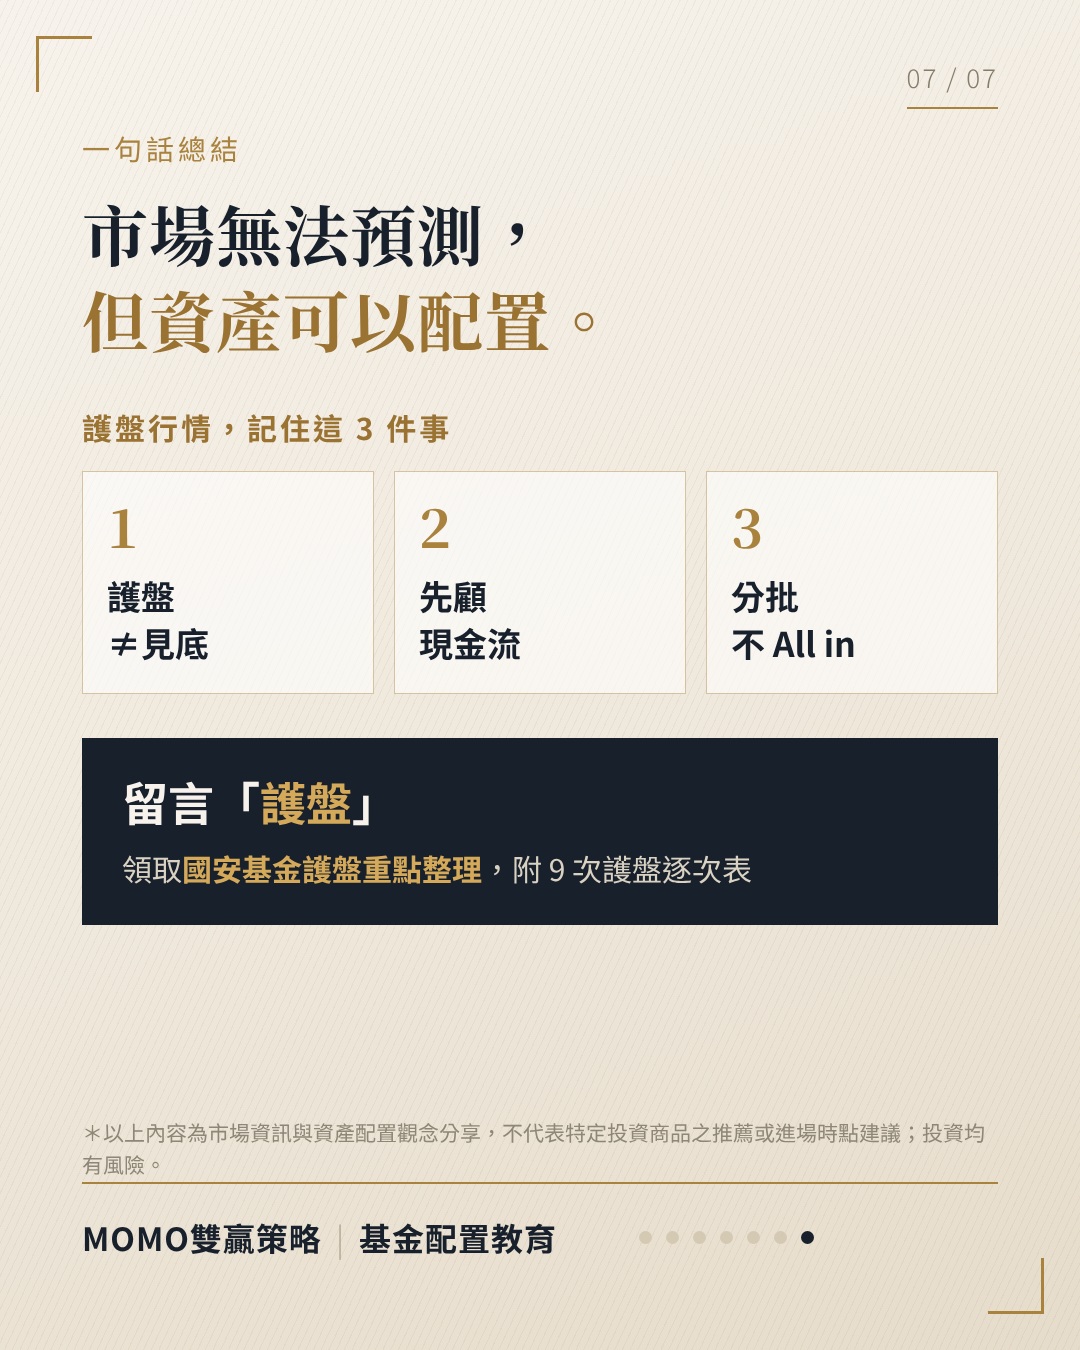 07 / 07
一句話總結
市場無法預測，
但資產可以配置。
護盤行情，記住這 3 件事
1
護盤
≠見底
2
先顧
現金流
3
分批
不 All in
留言「護盤」
領取國安基金護盤重點整理，附 9 次護盤逐次表
＊以上內容為市場資訊與資產配置觀念分享，不代表特定投資商品之推薦或進場時點建議；投資均
有風險。
MOMO雙贏策略｜基金配置教育